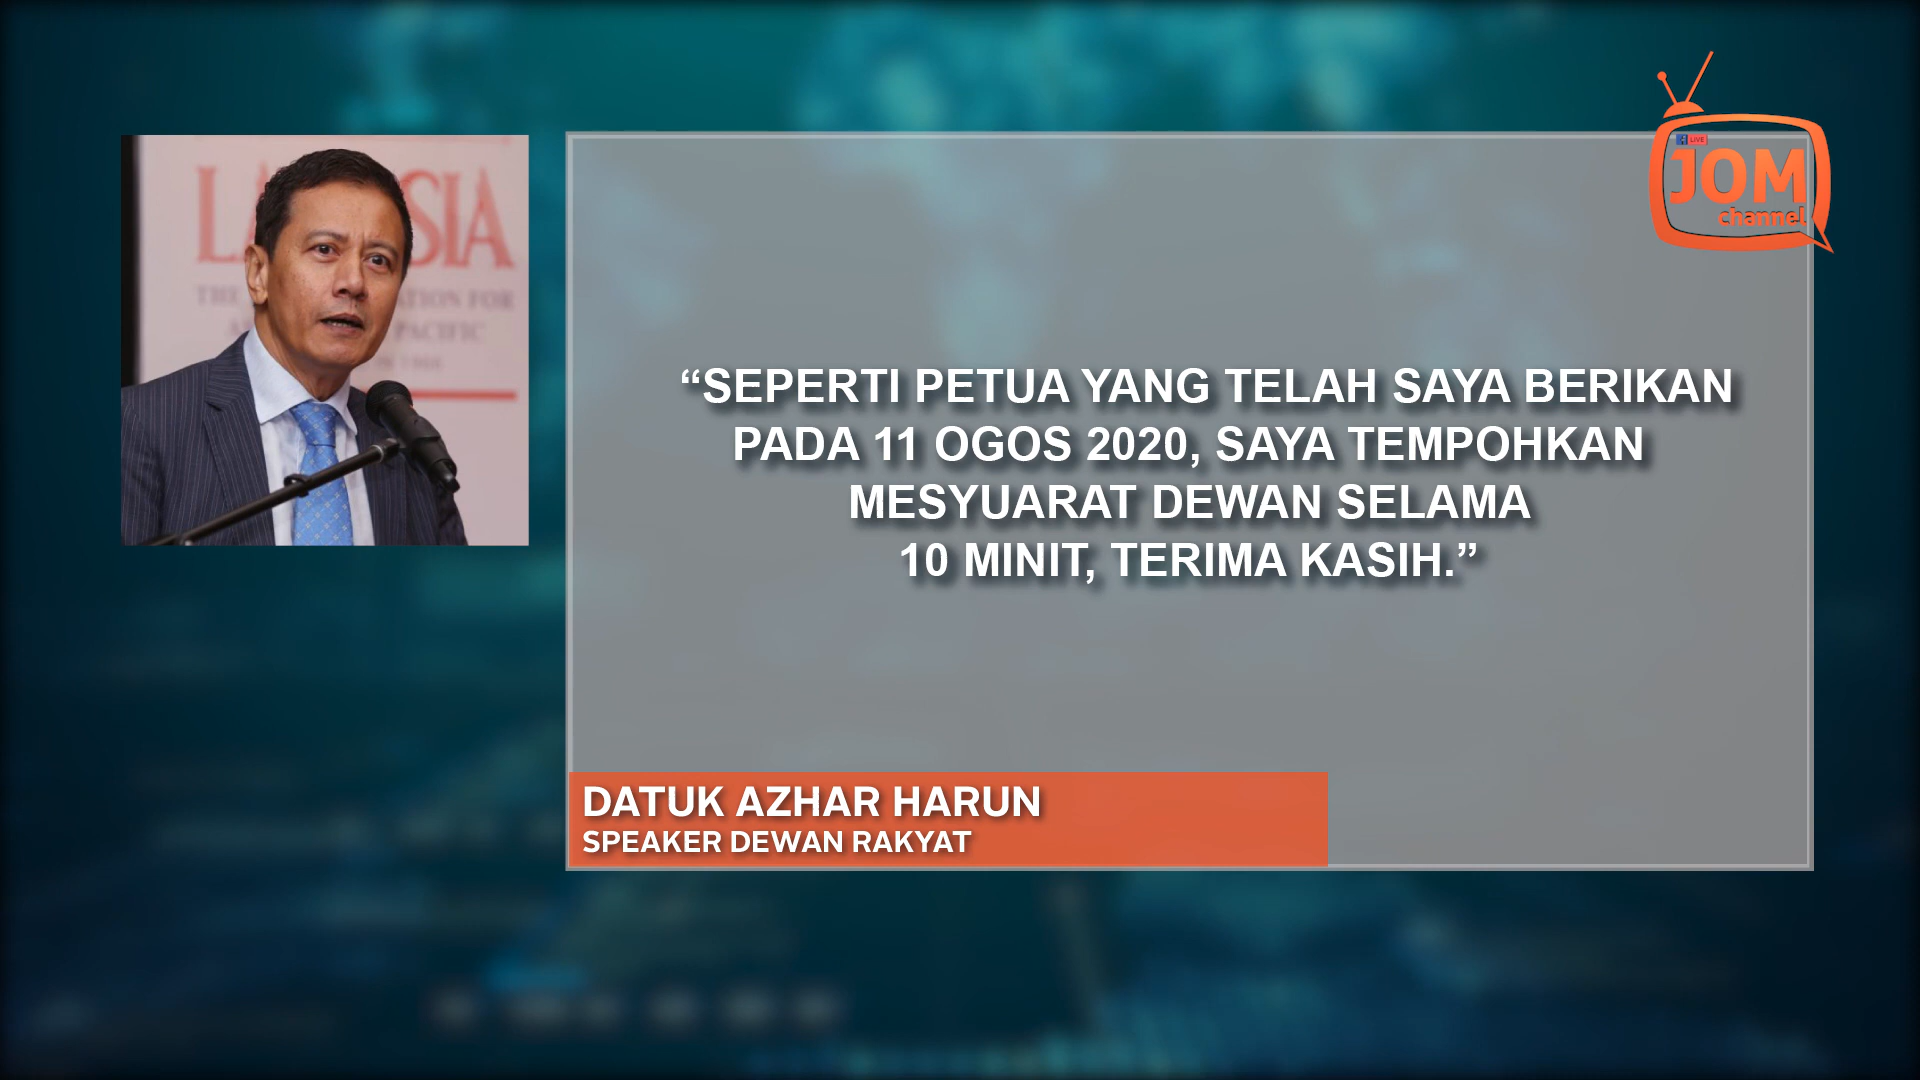 LIVE
JOM
channel
“SEPERTI PETUA YANG TELAH SAYA BERIKAN
PADA 11 OGOS 2020, SAYA TEMPOHKAN
MESYUARAT DEWAN SELAMA
10 MINIT, TERIMA KASIH.”
DATUK AZHAR HARUN
SPEAKER DEWAN RAKYAT